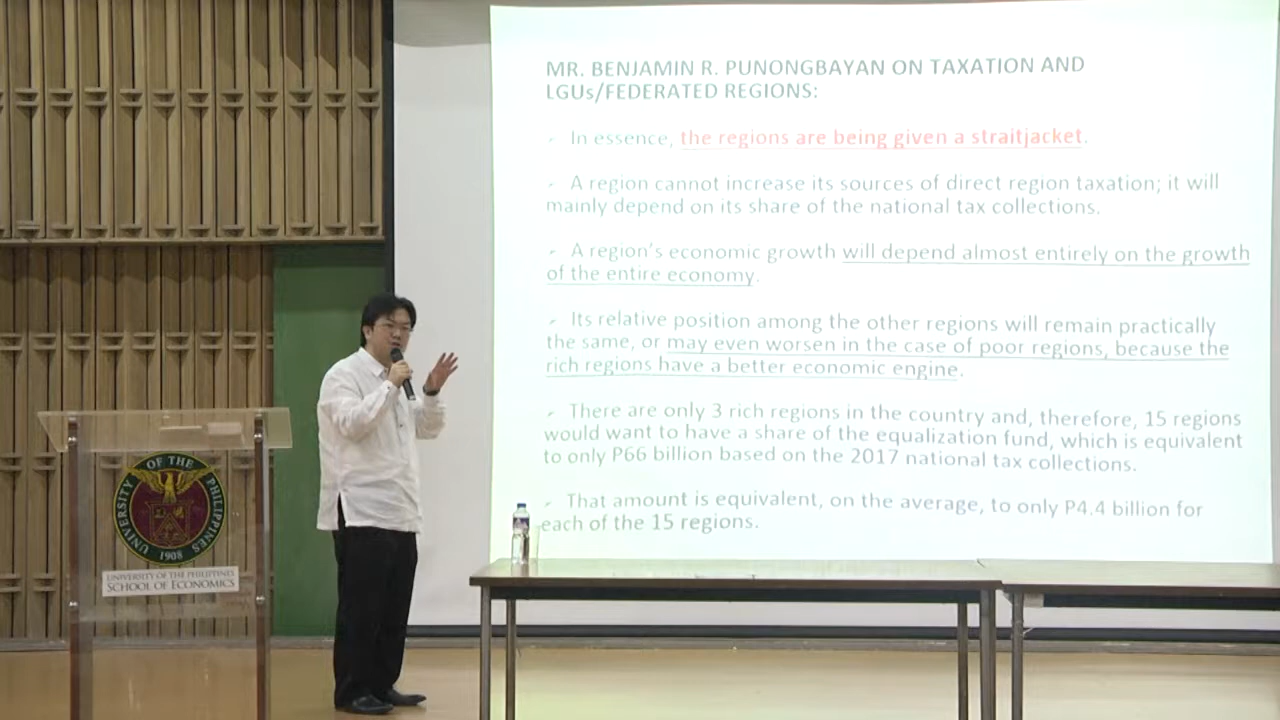 MR. BENJAMIN R. PUNONGBAYAN ON TAXATION AND
LGUs/FEDERATED REGIONS:
In essence, the regions are being given a straitjacket.
A region cannot increase its sources of direct region taxation; it will
mainly depend on its share of the national tax collections.
A region's economic growth will depend almost entirely on the growth
of the entire economy.
Its relative position among the other regions will remain practically
the same, or may even worsen in the case of poor regions, because the
rich regions have a better economic engine.
There are only 3 rich regions in the country and, therefore, 15 regions
would want to have a share of the equalization fund, which is equivalent
to only P66 billion based on the 2017 national tax collections.
That amount is equivalent, on the average, to only P4.4 billion for
each of the 15 regions.
UNIVERSITY OF THE PHILIPPINES
1908
UNIVERSITY OF THE PHILIPPINES
SCHOOL OF ECONOMICS